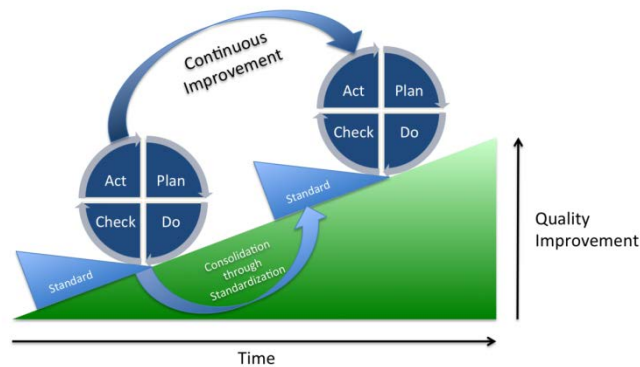 Continuous
Improvement
Act Plan
Check Do
Standard
Act Plan
Check Do
Standard
Consolidation
through
Standardization
Quality
Improvement
Time